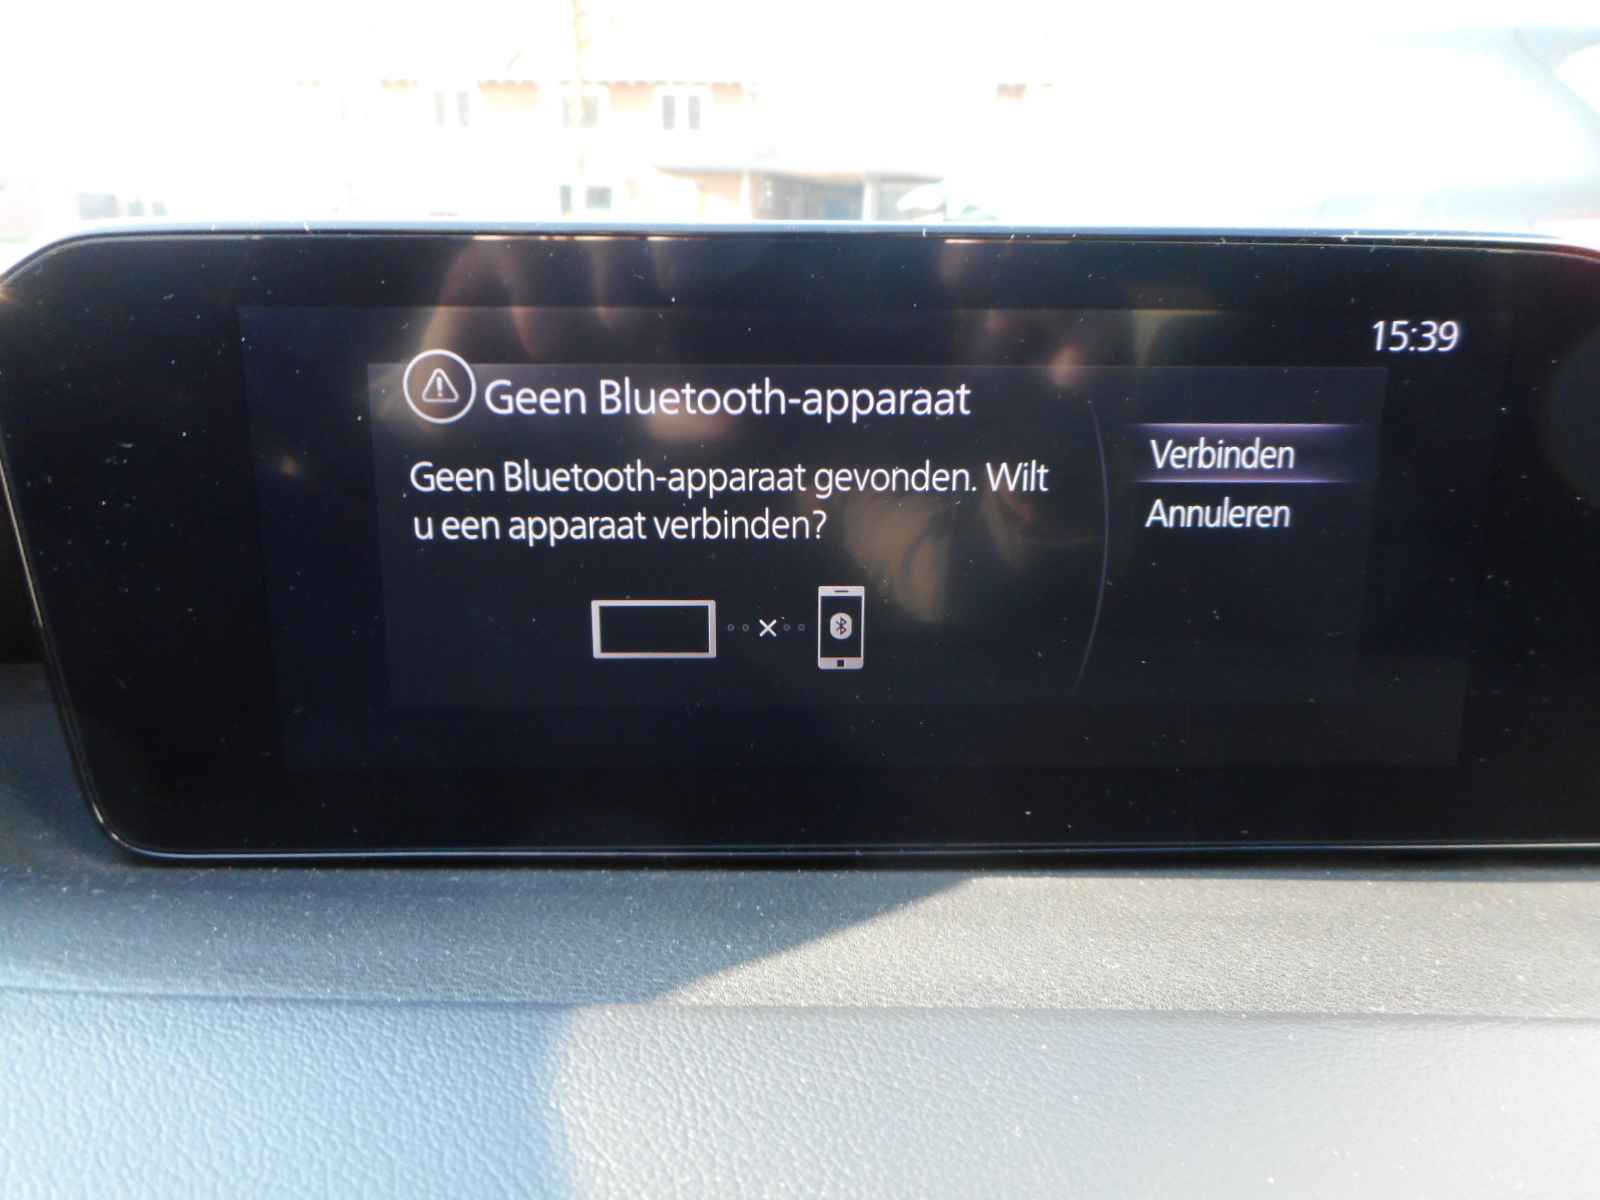 15:39
Geen Bluetooth-apparaat
Geen Bluetooth-apparaat gevonden. Wilt
u een apparaat verbinden?
Verbinden
Annuleren